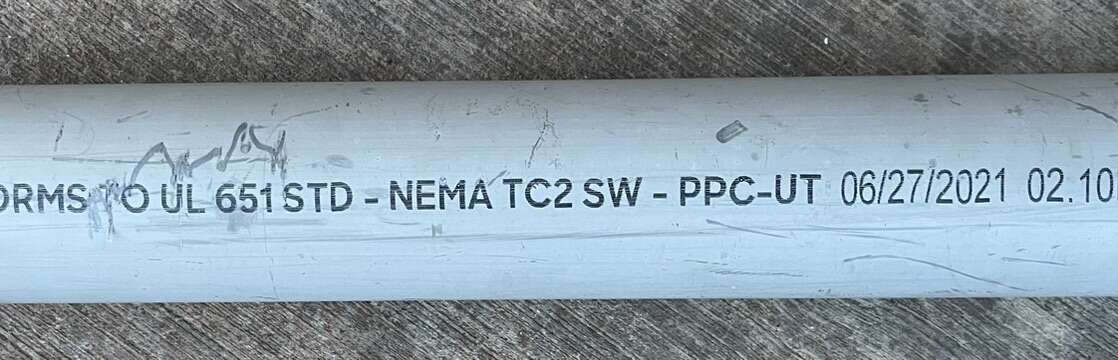 ORMS TO UL 651 STD - NEMA TC2 SW - PPC-UT 06/27/2021 02.10